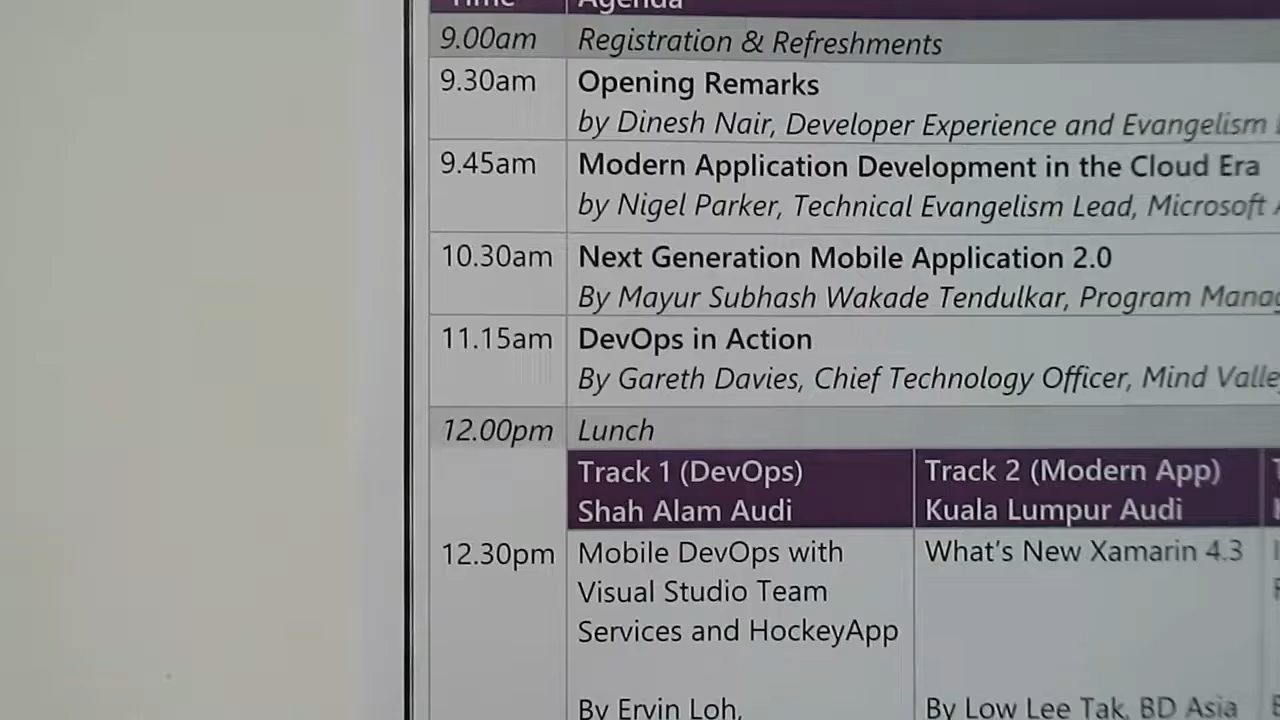 Time Agenda
9.00am Registration & Refreshments
9.30am Opening Remarks
by Dinesh Nair, Developer Experience and Evangelism
9.45am Modern Application Development in the Cloud Era
by Nigel Parker, Technical Evangelism Lead, Microsoft
10.30am Next Generation Mobile Application 2.0
By Mayur Subhash Wakade Tendulkar, Program
11.15am DevOps in Action
By Gareth Davies, Chief Technology Officer, Mind
12.00pm Lunch
Track 1 (DevOps) Track 2 (Modern App)
Shah Alam Audi Kuala Lumpur Audi
12.30pm Mobile DevOps with What's New Xamarin 4.3
Visual Studio Team
Services and HockeyApp
By Ervin Loh, By Low Lee Tak, BD Asia